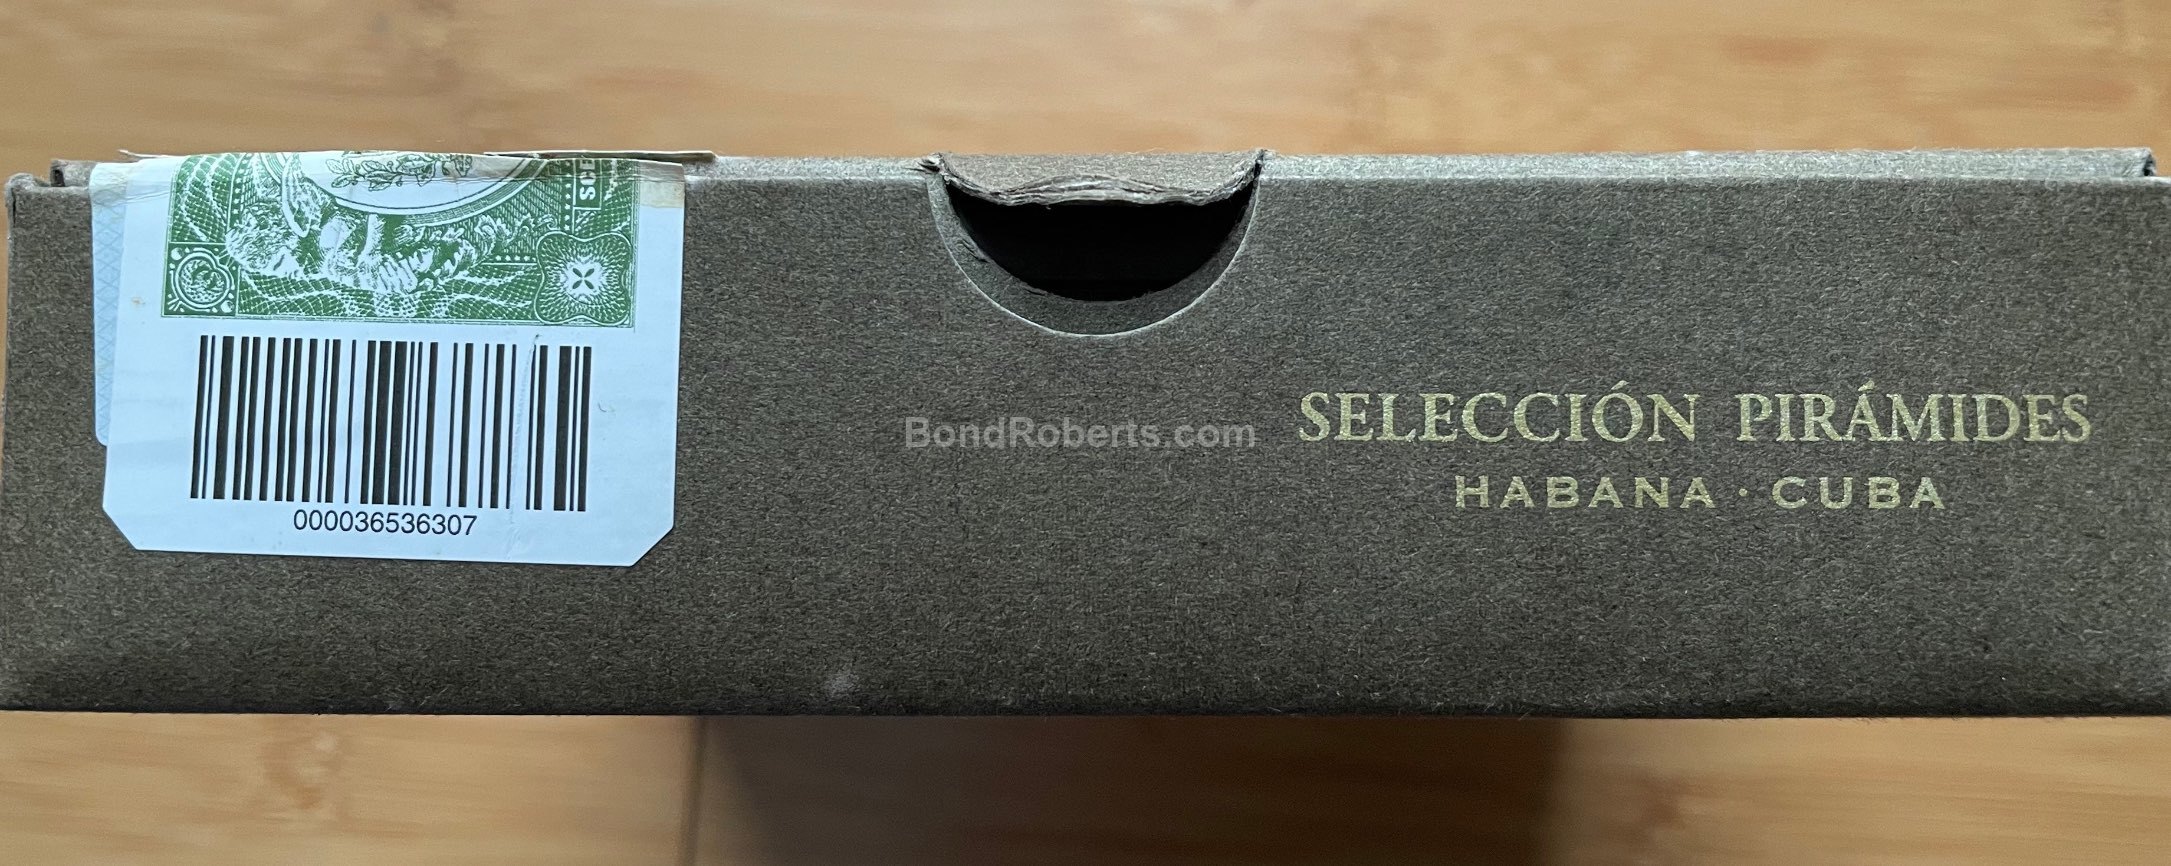 000036536307
BondRoberts.com
SELECCIÓN PIRÁMIDES
HABANA · CUBA